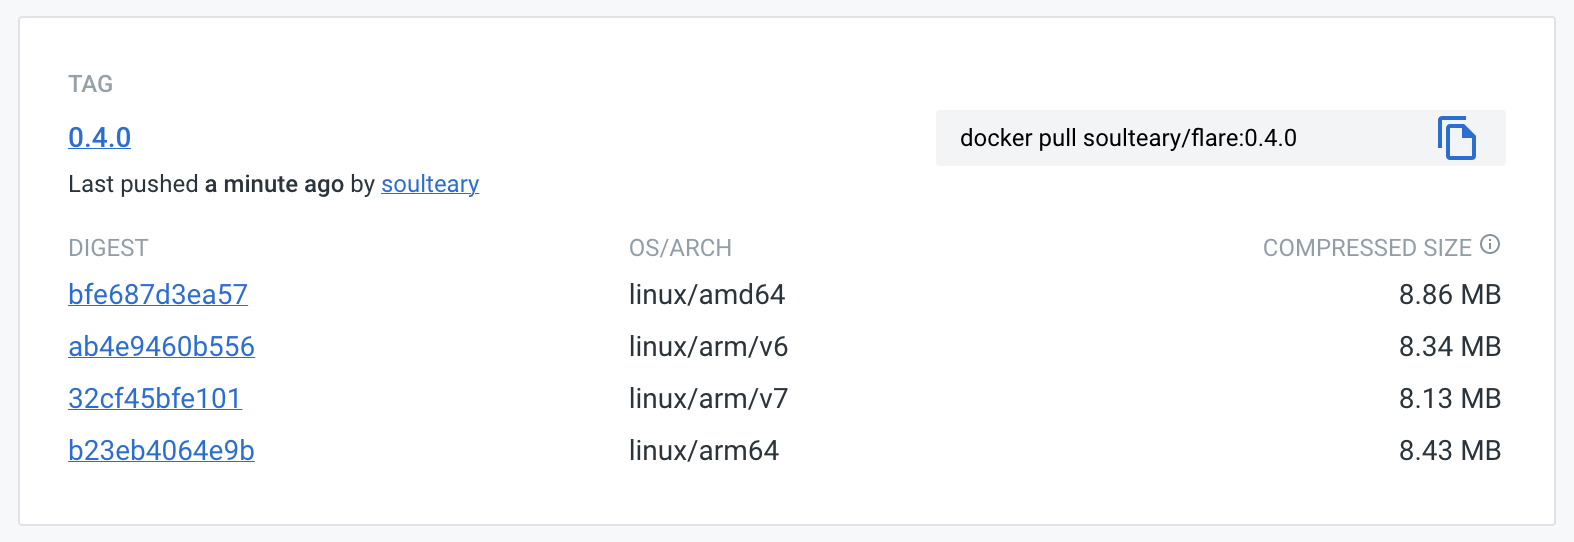 TAG
0.4.0
docker pull soulteary/flare:0.4.0
Last pushed a minute ago by soulteary
DIGEST OS/ARCH COMPRESSED SIZE
bfe687d3ea57 linux/amd64 8.86 MB
ab4e9460b556 linux/arm/v6 8.34 MB
32cf45bfe101 linux/arm/v7 8.13 MB
b23eb4064e9b linux/arm64 8.43 MB